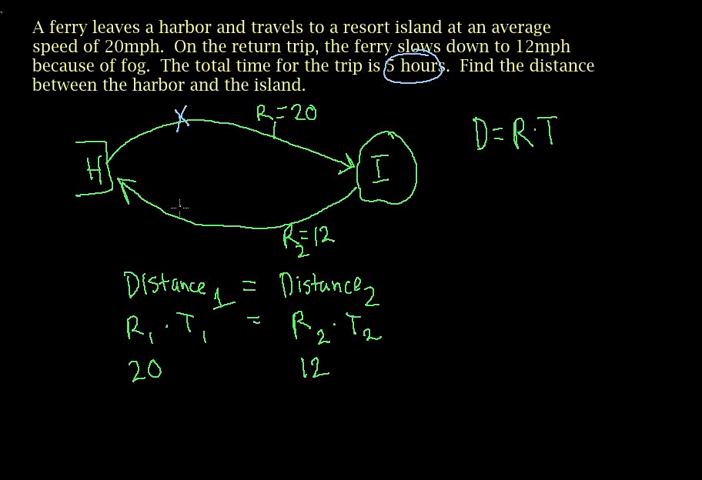 A ferry leaves a harbor and travels to a resort island at an average
speed of 20mph. On the return trip, the ferry slows down to 12mph
because of fog. The total time for the trip is 5 hours. Find the distance
between the harbor and the island.
R₁=20
D=R·T
H
I
R₂=12
Distance₁ = Distance₂
R₁·T₁ = R₂·T₂
20 12